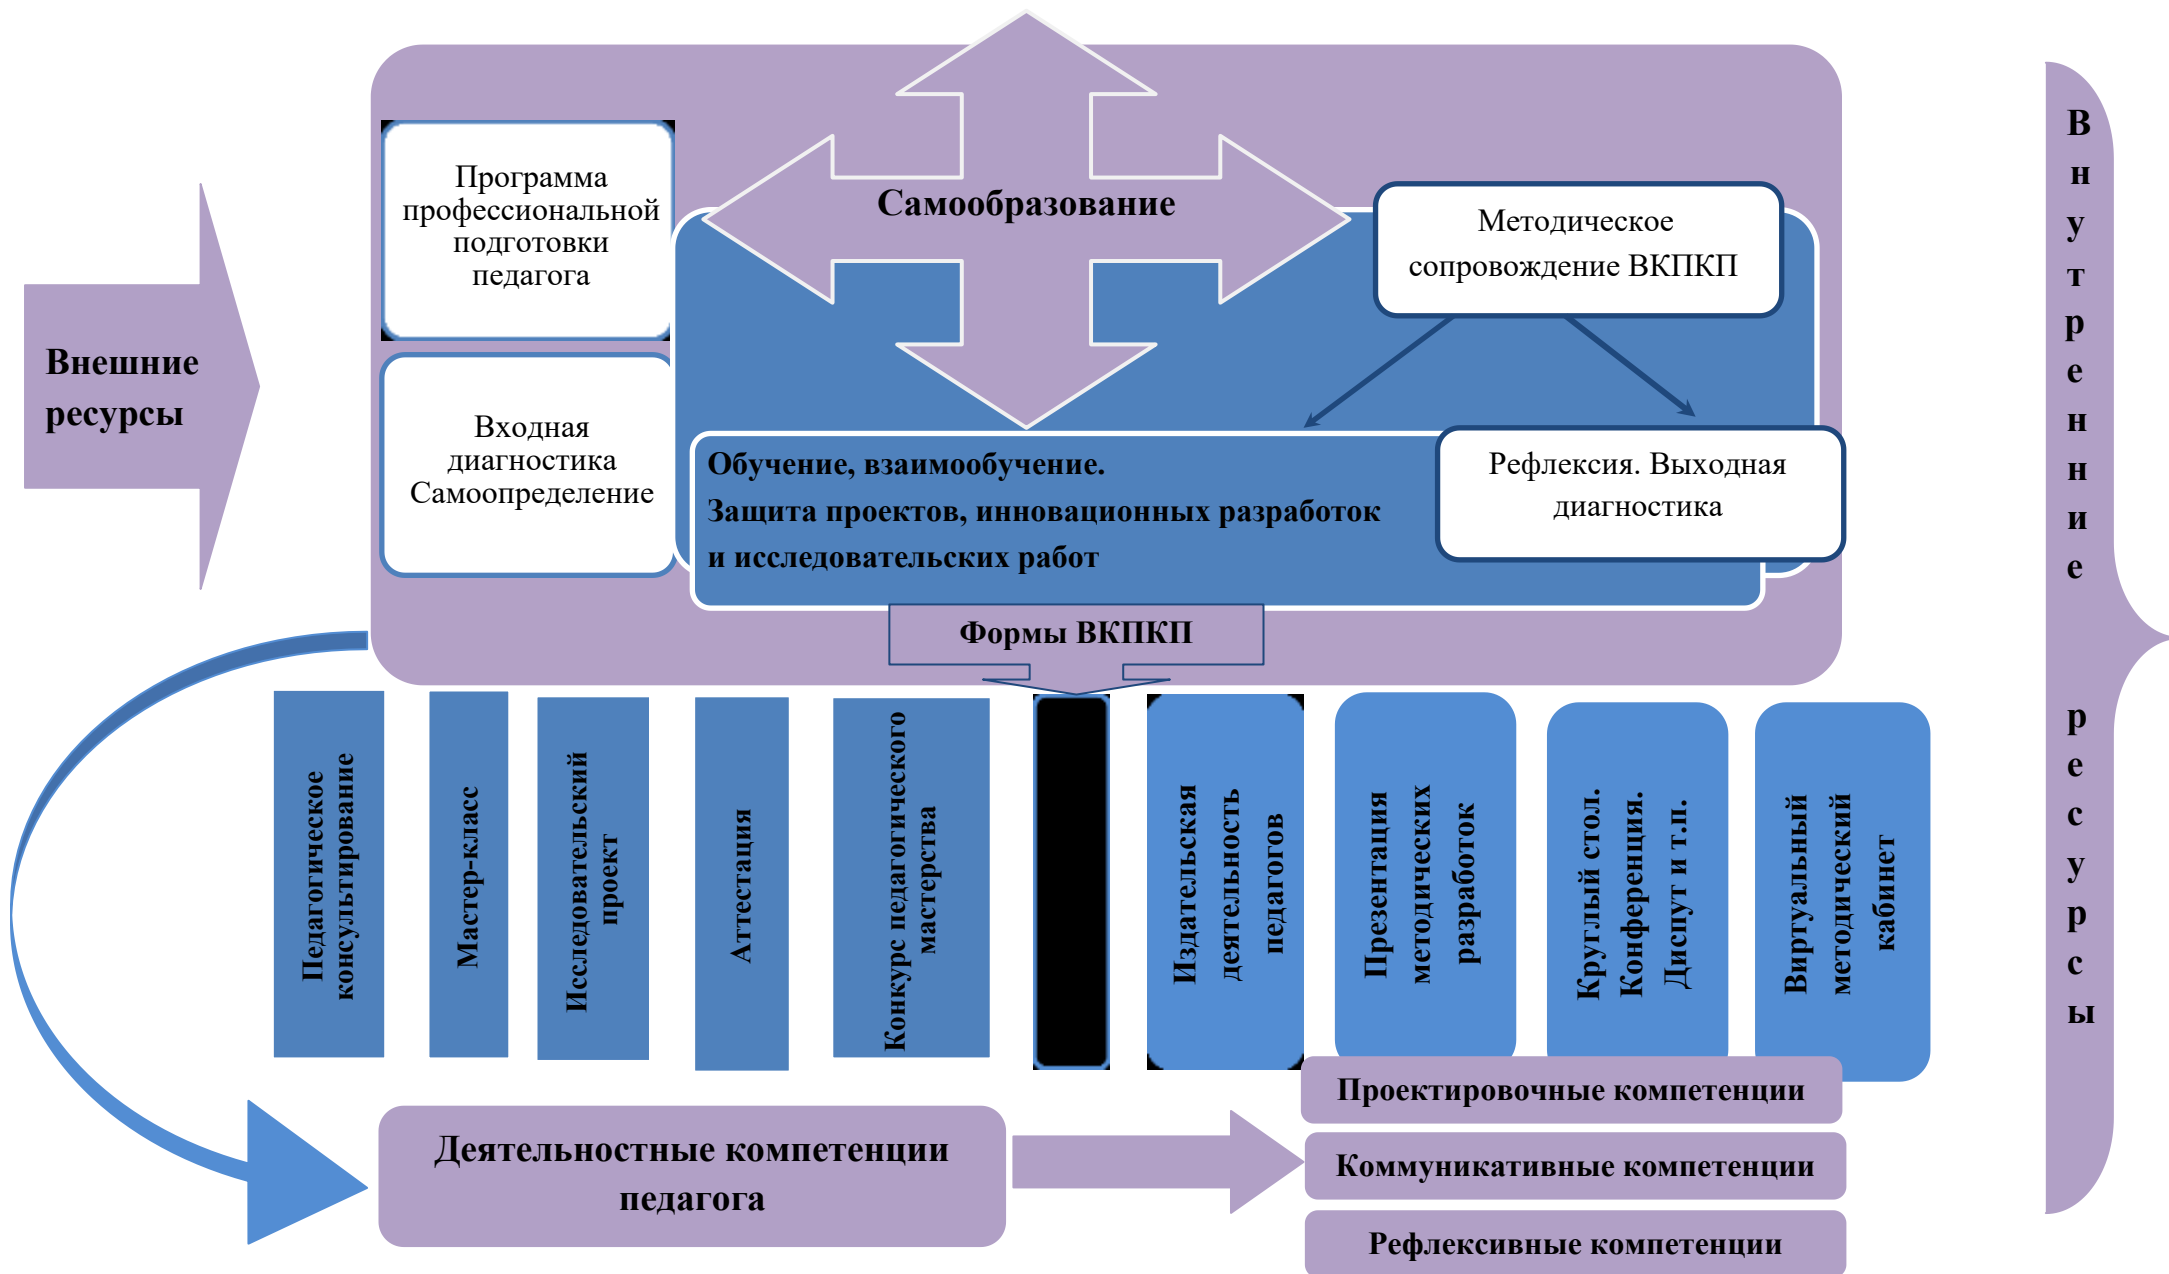 Самообразование
Программа
профессиональной
подготовки
педагога
Методическое
сопровождение ВКПКП
Внешние
ресурсы
Входная
диагностика
Самоопределение
Обучение, взаимообучение.
Защита проектов, инновационных разработок
и исследовательских работ
Рефлексия. Выходная
диагностика
Формы ВКПКП
Педагогическое
консультирование
Мастер-класс
Исследовательский
проект
Аттестация
Конкурс педагогического
мастерства
Издательская
деятельность
педагогов
Презентация
методических
разработок
Круглый стол.
Конференция.
Диспут и т.п.
Виртуальный
методический
кабинет
Деятельностные компетенции
педагога
Проектировочные компетенции
Коммуникативные компетенции
Рефлексивные компетенции
Внутренние ресурсы